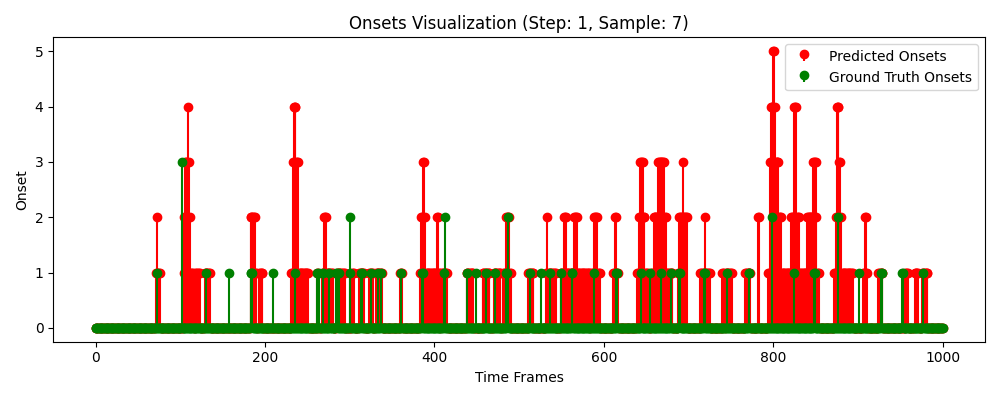 Onsets Visualization (Step: 1, Sample: 7)
Predicted Onsets
Ground Truth Onsets
Onset
5
4
3
2
1
0
0
200
400
600
800
1000
Time Frames